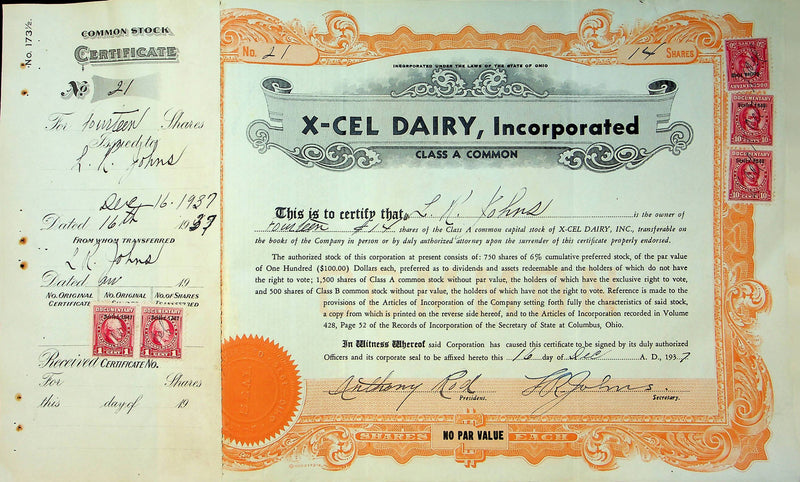 No. 173½.
COMMON STOCK
CERTIFICATE
No 21
For fourteen Shares
Issued to
L. K. Johns
Dec 16-1937
Dated 16th 1937
FROM WHOM TRANSFERRED
L.K. Johns
Dated 19
NO. ORIGINAL CERTIFICATE
NO. ORIGINAL
NO. OF SHARES TRANSFERRED
1 CENT 1
1 CENT 1
Received CERTIFICATE NO.
For Shares
this day of 19
No. 21
14 SHARES
INCORPORATED UNDER THE LAWS OF THE STATE OF OHIO
X-CEL DAIRY, Incorporated
CLASS A COMMON
This is to certify that L. K. Johns is the owner of
fourteen #14 shares of the Class A common capital stock of X-CEL DAIRY, INC., transferable on
the books of the Company in person or by duly authorized attorney upon the surrender of this certificate properly endorsed.
The authorized stock of this corporation at present consists of: 750 shares of 6% cumulative preferred stock, of the par value
of One Hundred ($100.00) Dollars each, preferred as to dividends and assets redeemable and the holders of which do not have
the right to vote; 1,500 shares of Class A common stock without par value, the holders of which have the exclusive right to vote,
and 500 shares of Class B common stock without par value, the holders of which have not the right to vote. Reference is made to the
provisions of the Articles of Incorporation of the Company setting forth fully the characteristics of said stock,
a copy from which is printed on the reverse side hereof, and to the Articles of Incorporation recorded in Volume
428, Page 52 of the Records of Incorporation of the Secretary of State at Columbus, Ohio.
In Witness Whereof said Corporation has caused this certificate to be signed by its duly authorized
Officers and its corporate seal to be affixed hereto this 16 day of Dec A. D., 1937
Anthony Rod
President.
L K Johns
Secretary.
SHARES
NO PAR VALUE
EACH
DOCUMENTARY
10 CENTS 10
DOCUMENTARY
10 CENTS 10